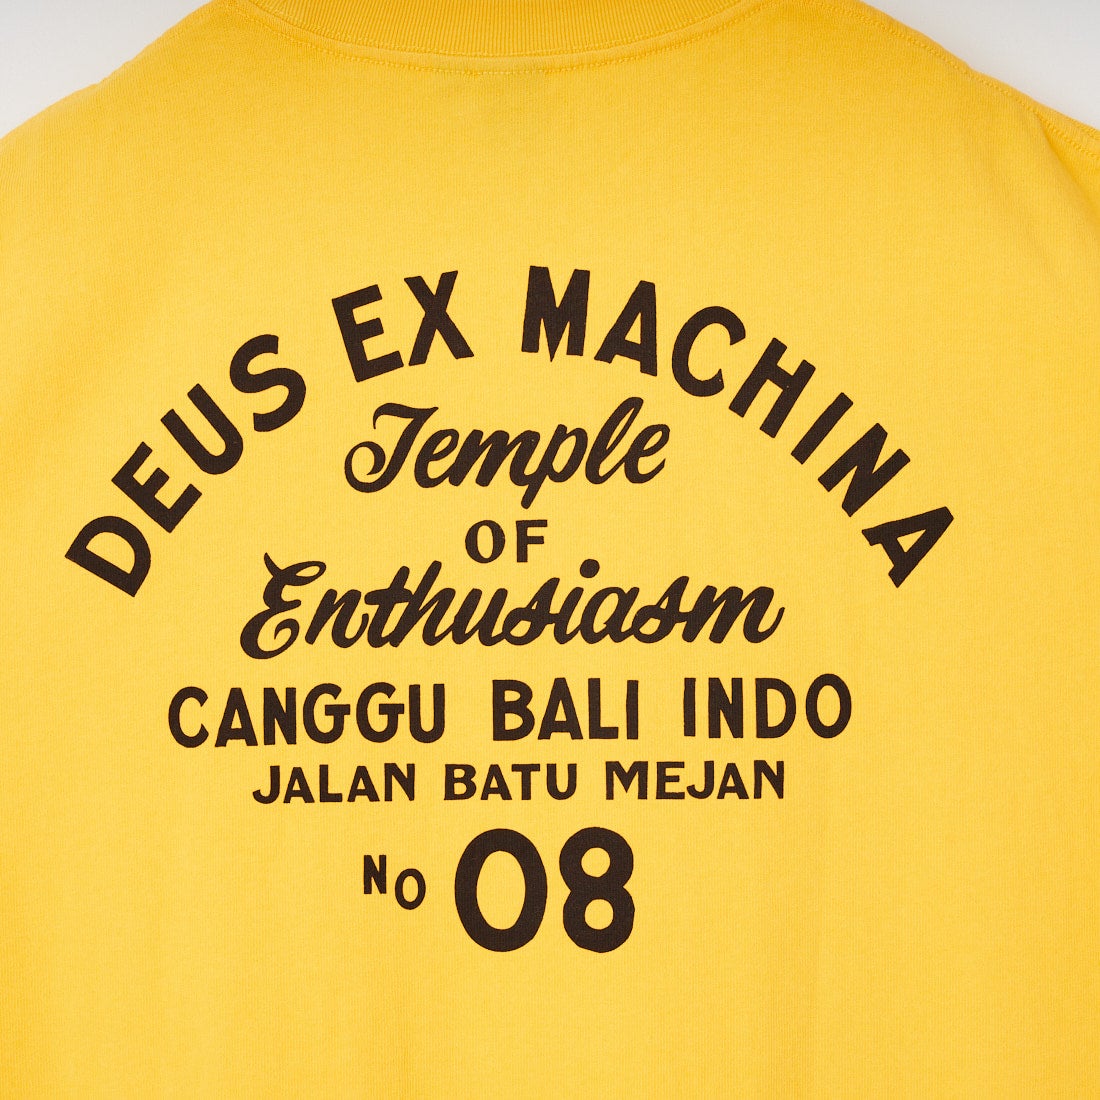 DEUS EX MACHINA
Temple
OF
Enthusiasm
CANGGU BALI INDO
JALAN BATU MEJAN
NO 08